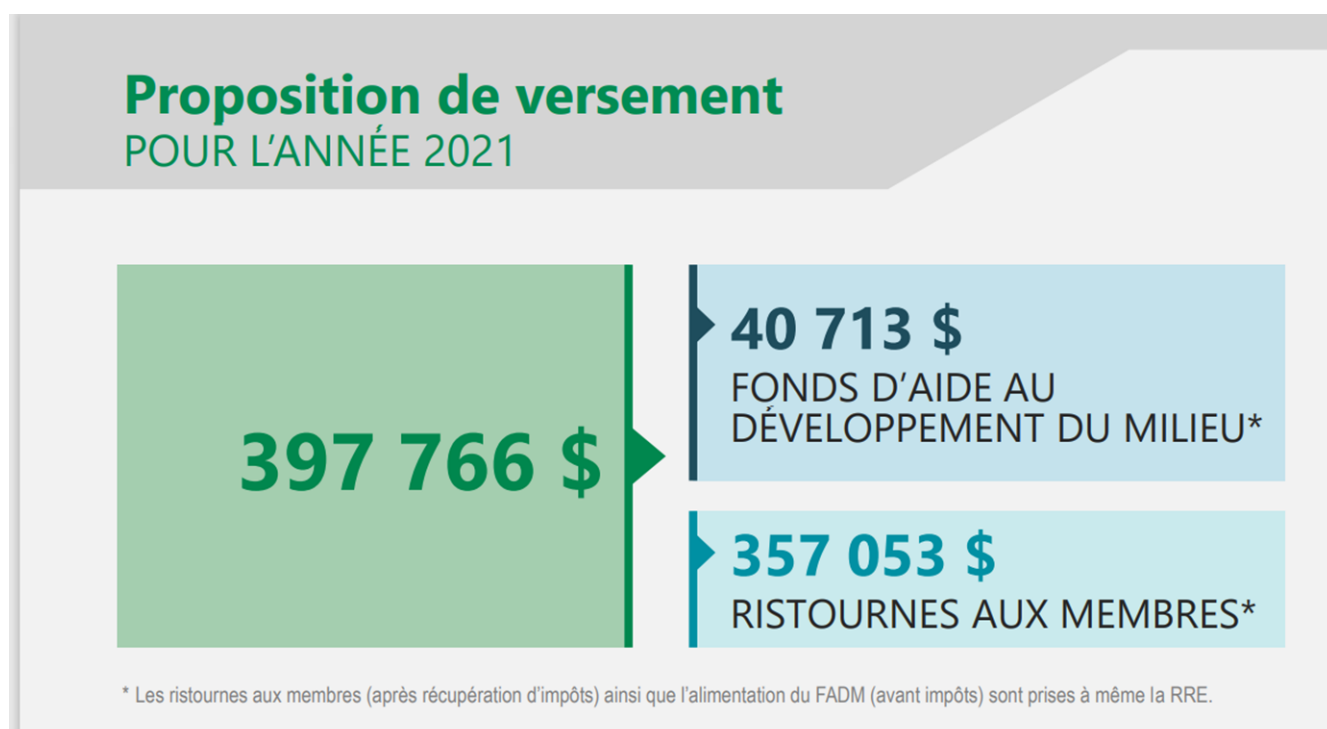 Proposition de versement
POUR L'ANNÉE 2021
397 766 $
40 713 $
FONDS D'AIDE AU
DÉVELOPPEMENT DU MILIEU*
357 053 $
RISTOURNES AUX MEMBRES*
* Les ristournes aux membres (après récupération d'impôts) ainsi que l'alimentation du FADM (avant impôts) sont prises à même la RRE.